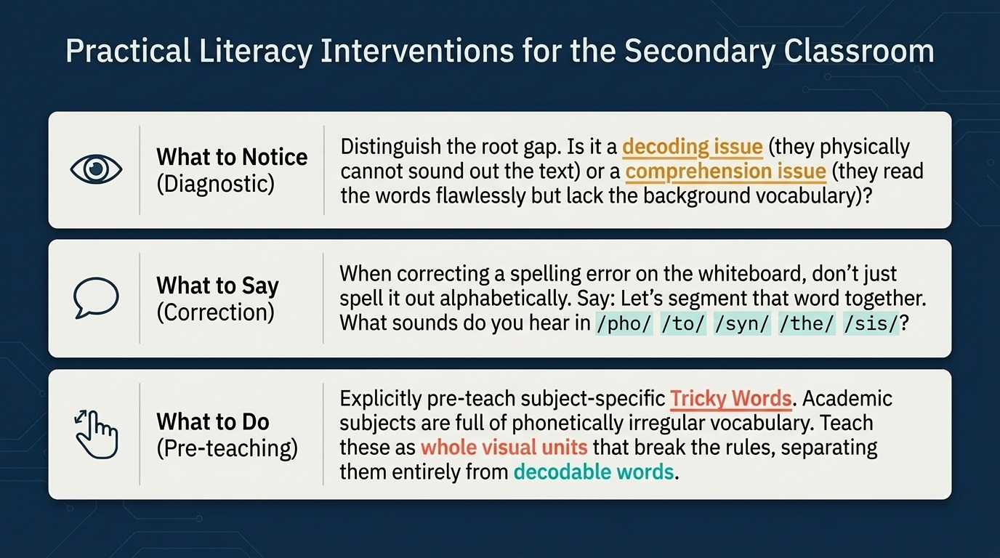 Practical Literacy Interventions for the Secondary Classroom
What to Notice
(Diagnostic)
Distinguish the root gap. Is it a decoding issue (they physically
cannot sound out the text) or a comprehension issue (they read
the words flawlessly but lack the background vocabulary)?
What to Say
(Correction)
When correcting a spelling error on the whiteboard, don’t just
spell it out alphabetically. Say: Let’s segment that word together.
What sounds do you hear in /pho/ /to/ /syn/ /the/ /sis/?
What to Do
(Pre-teaching)
Explicitly pre-teach subject-specific Tricky Words. Academic
subjects are full of phonetically irregular vocabulary. Teach
these as whole visual units that break the rules, separating
them entirely from decodable words.